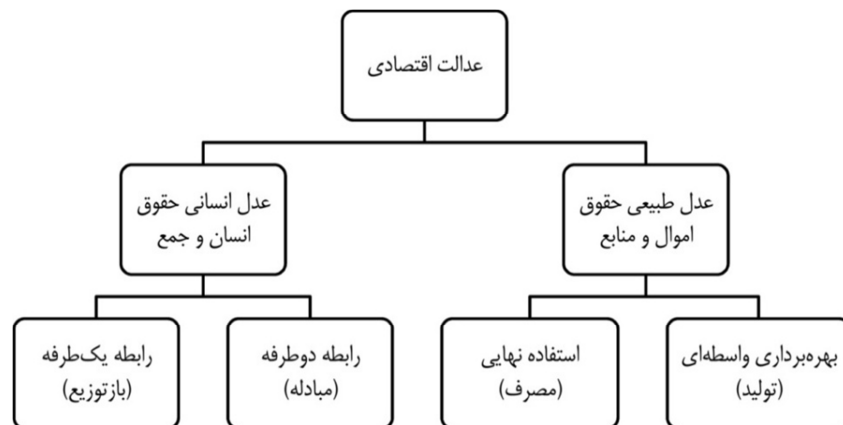 عدالت اقتصادی
عدل طبیعی حقوق
اموال و منابع
عدل انسانی حقوق
انسان و جمع
بهره‌برداری واسطه‌ای
(تولید)
استفاده نهایی
(مصرف)
رابطه دوطرفه
(مبادله)
رابطه یک‌طرفه
(بازتوزیع)